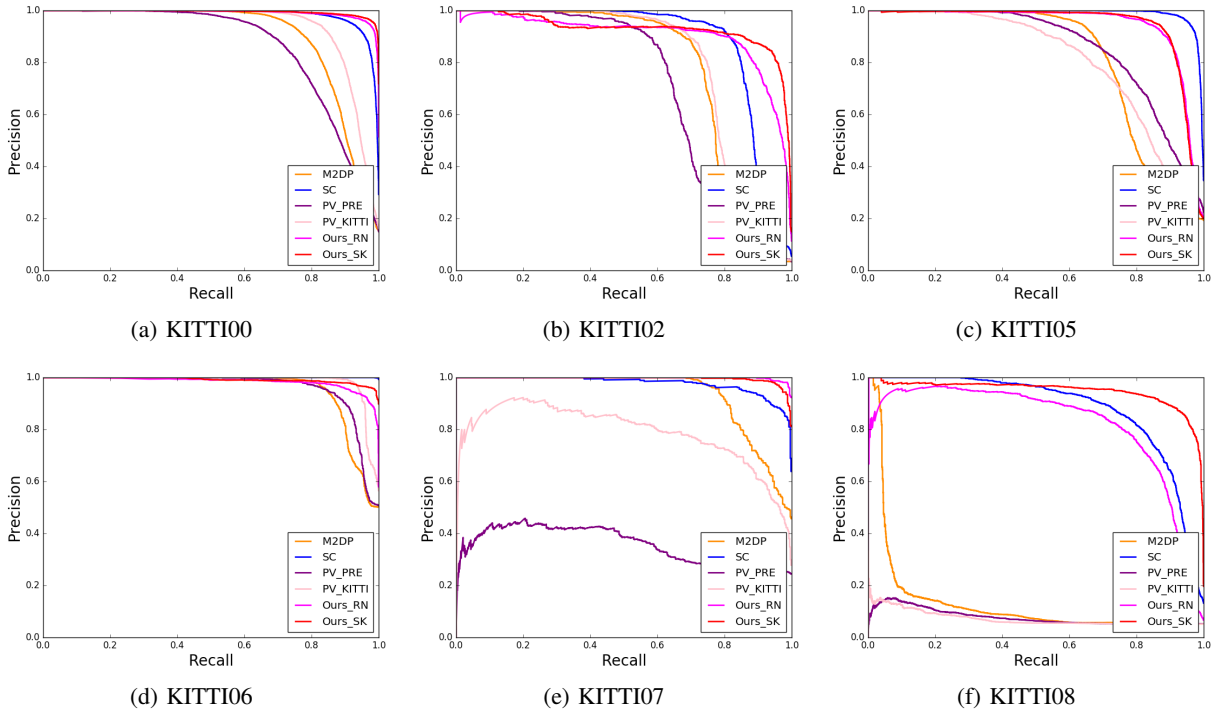 1.0
0.8
0.6
0.4
0.2
0.0
Precision
0.0 0.2 0.4 0.6 0.8 1.0
Recall
M2DP
SC
PV_PRE
PV_KITTI
Ours_RN
Ours_SK
(a) KITTI00
1.0
0.8
0.6
0.4
0.2
0.0
Precision
0.0 0.2 0.4 0.6 0.8 1.0
Recall
M2DP
SC
PV_PRE
PV_KITTI
Ours_RN
Ours_SK
(b) KITTI02
1.0
0.8
0.6
0.4
0.2
0.0
Precision
0.0 0.2 0.4 0.6 0.8 1.0
Recall
M2DP
SC
PV_PRE
PV_KITTI
Ours_RN
Ours_SK
(c) KITTI05
1.0
0.8
0.6
0.4
0.2
0.0
Precision
0.0 0.2 0.4 0.6 0.8 1.0
Recall
M2DP
SC
PV_PRE
PV_KITTI
Ours_RN
Ours_SK
(d) KITTI06
1.0
0.8
0.6
0.4
0.2
0.0
Precision
0.0 0.2 0.4 0.6 0.8 1.0
Recall
M2DP
SC
PV_PRE
PV_KITTI
Ours_RN
Ours_SK
(e) KITTI07
1.0
0.8
0.6
0.4
0.2
0.0
Precision
0.0 0.2 0.4 0.6 0.8 1.0
Recall
M2DP
SC
PV_PRE
PV_KITTI
Ours_RN
Ours_SK
(f) KITTI08